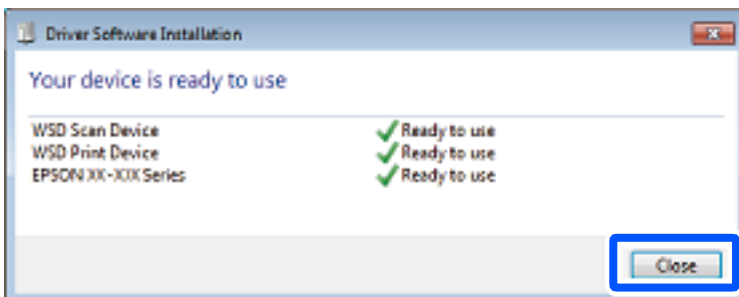 Driver Software Installation
Your device is ready to use
WSD Scan Device Ready to use
WSD Print Device Ready to use
EPSON XX-XXX Series Ready to use
Close